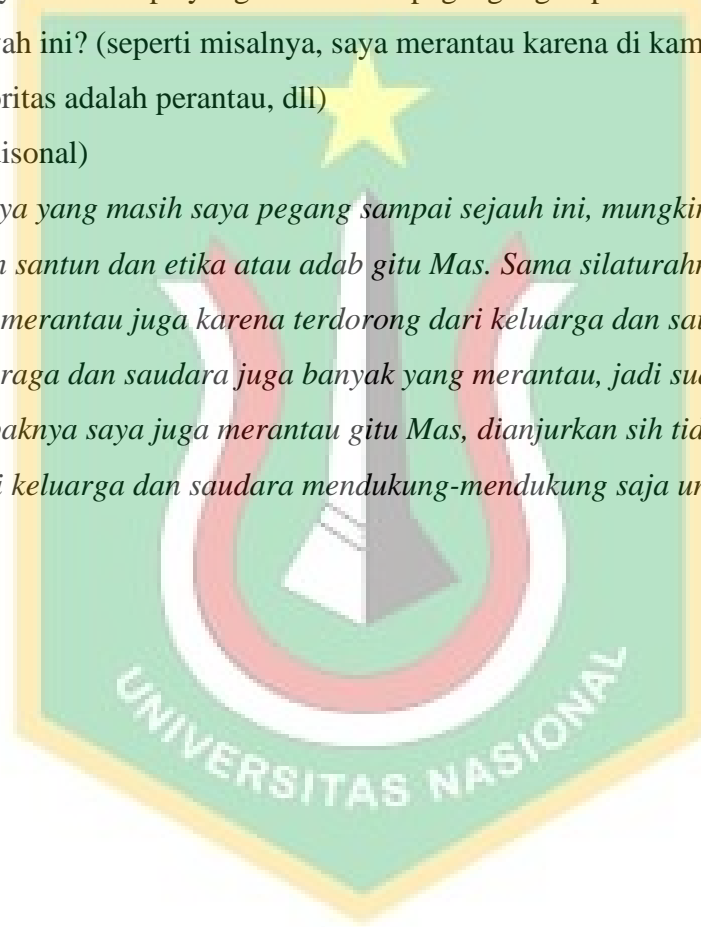 ah ini? (seperti misalnya, saya merantau karena di kam
ritas adalah perantau, dll)
isonal)
ya yang masih saya pegang sampai sejauh ini, mungkin
n santun dan etika atau adab gitu Mas. Sama silaturahn
merantau juga karena terdorong dari keluarga dan sau
raga dan saudara juga banyak yang merantau, jadi sud
aknya saya juga merantau gitu Mas, dianjurkan sih tid
i keluarga dan saudara mendukung-mendukung saja un
UNIVERSITAS NASIONAL